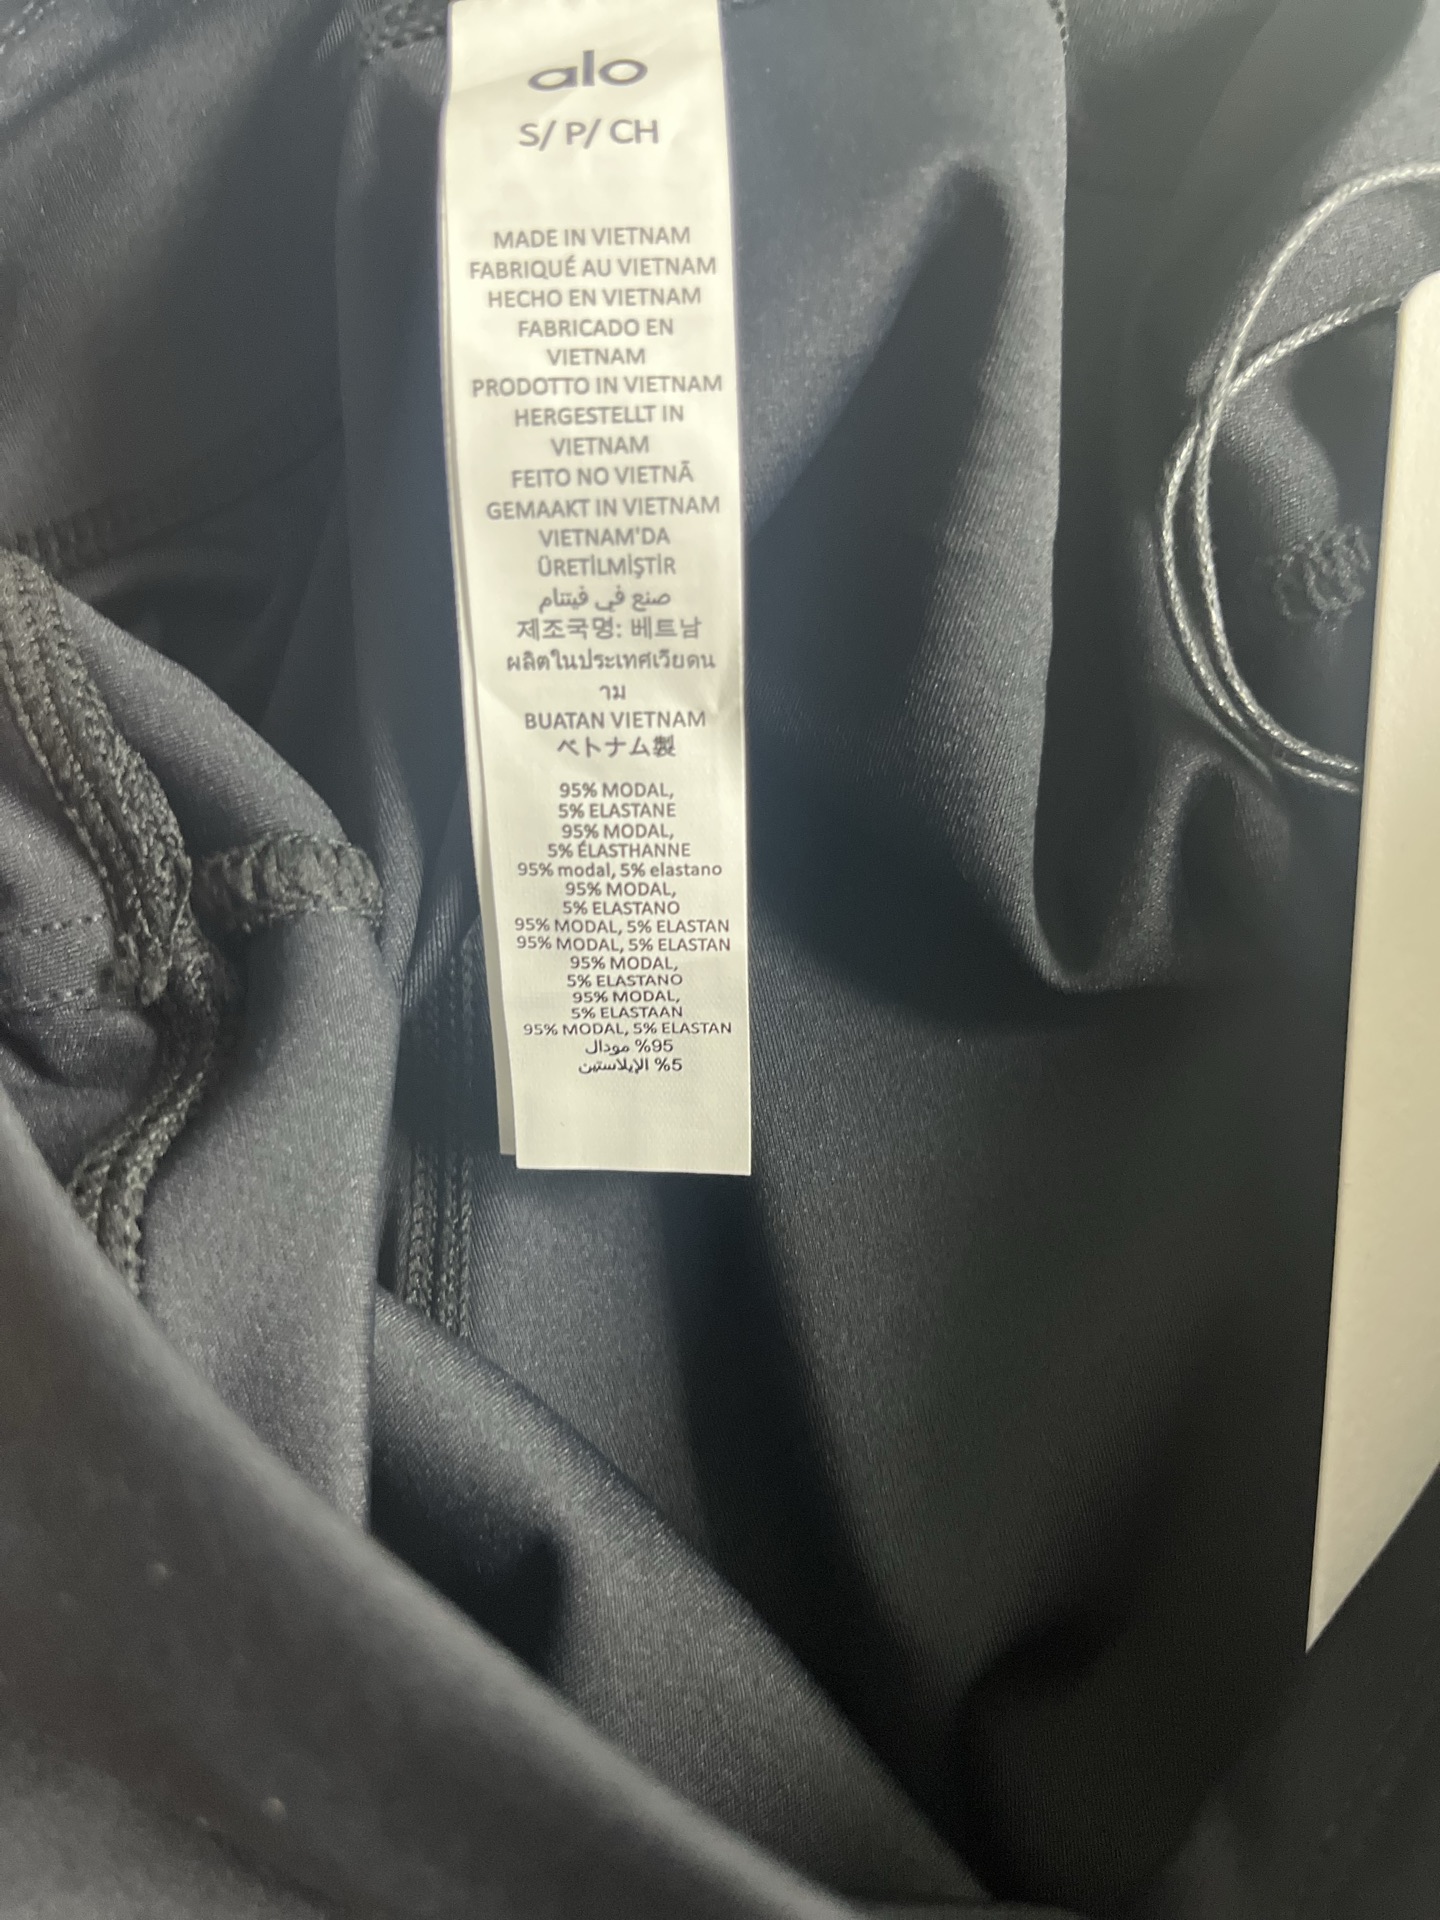 alo
S/ P/ CH
MADE IN VIETNAM
FABRIQUÉ AU VIETNAM
HECHO EN VIETNAM
FABRICADO EN
VIETNAM
PRODOTTO IN VIETNAM
HERGESTELLT IN
VIETNAM
FEITO NO VIETNÃ
GEMAAKT IN VIETNAM
VIETNAM'DA
ÜRETİLMİŞTİR
صنع في فيتنام
제조국명: 베트남
ผลิตในประเทศเวียดน
าม
BUATAN VIETNAM
ベトナム製
95% MODAL,
5% ELASTANE
95% MODAL,
5% ÉLASTHANNE
95% modal, 5% elastano
95% MODAL,
5% ELASTANO
95% MODAL, 5% ELASTAN
95% MODAL, 5% ELASTAN
95% MODAL,
5% ELASTANO
95% MODAL,
5% ELASTAAN
95% MODAL, 5% ELASTAN
95% مودال
5% الإيلاستين